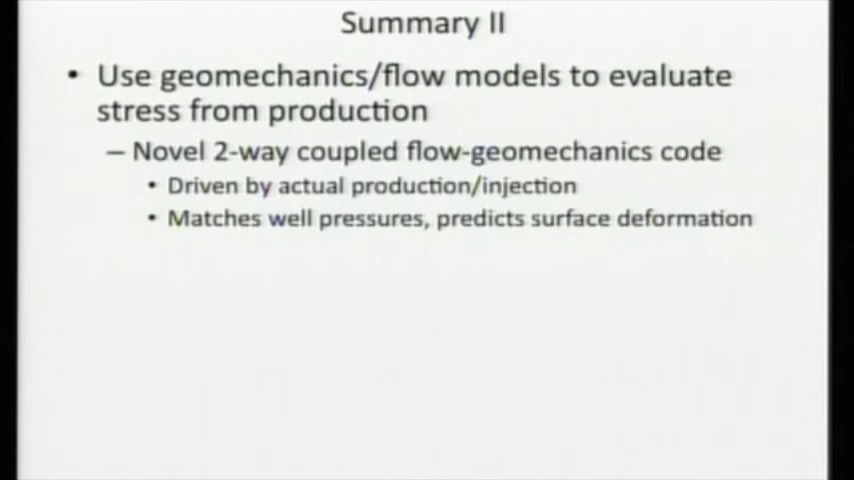 Summary II
• Use geomechanics/flow models to evaluate
stress from production
– Novel 2-way coupled flow-geomechanics code
• Driven by actual production/injection
• Matches well pressures, predicts surface deformation